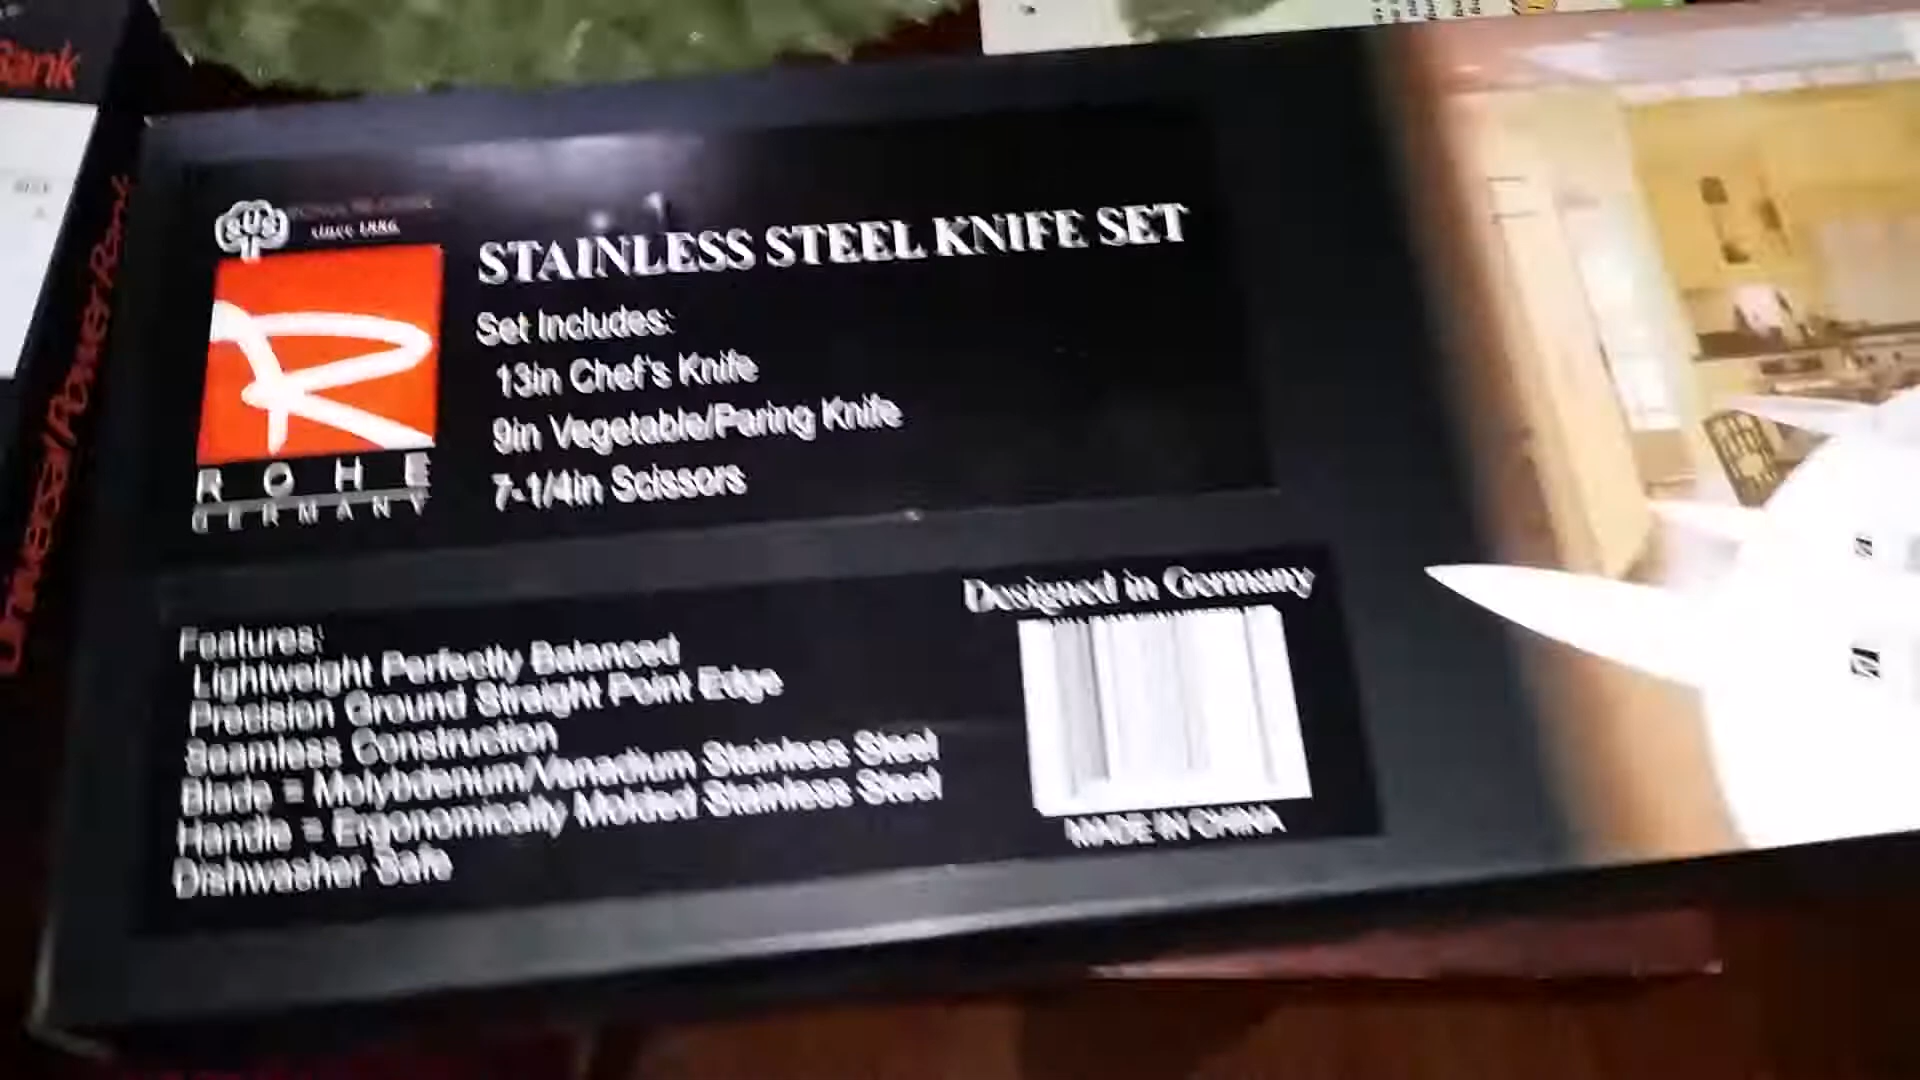 Bank
Universal Power Bank
SUS
since 1886
STAINLESS STEEL KNIFE SET
Set Includes:
13in Chef's Knife
9in Vegetable/Paring Knife
7-1/4in Scissors
R
ROHE
GERMANY
Designed in Germany
Features:
Lightweight Perfectly Balanced
Precision Ground Straight Point Edge
Seamless Construction
Blade = Molybdenum/Vanadium Stainless Steel
Handle = Ergonomically Molded Stainless Steel
Dishwasher Safe
MADE IN CHINA